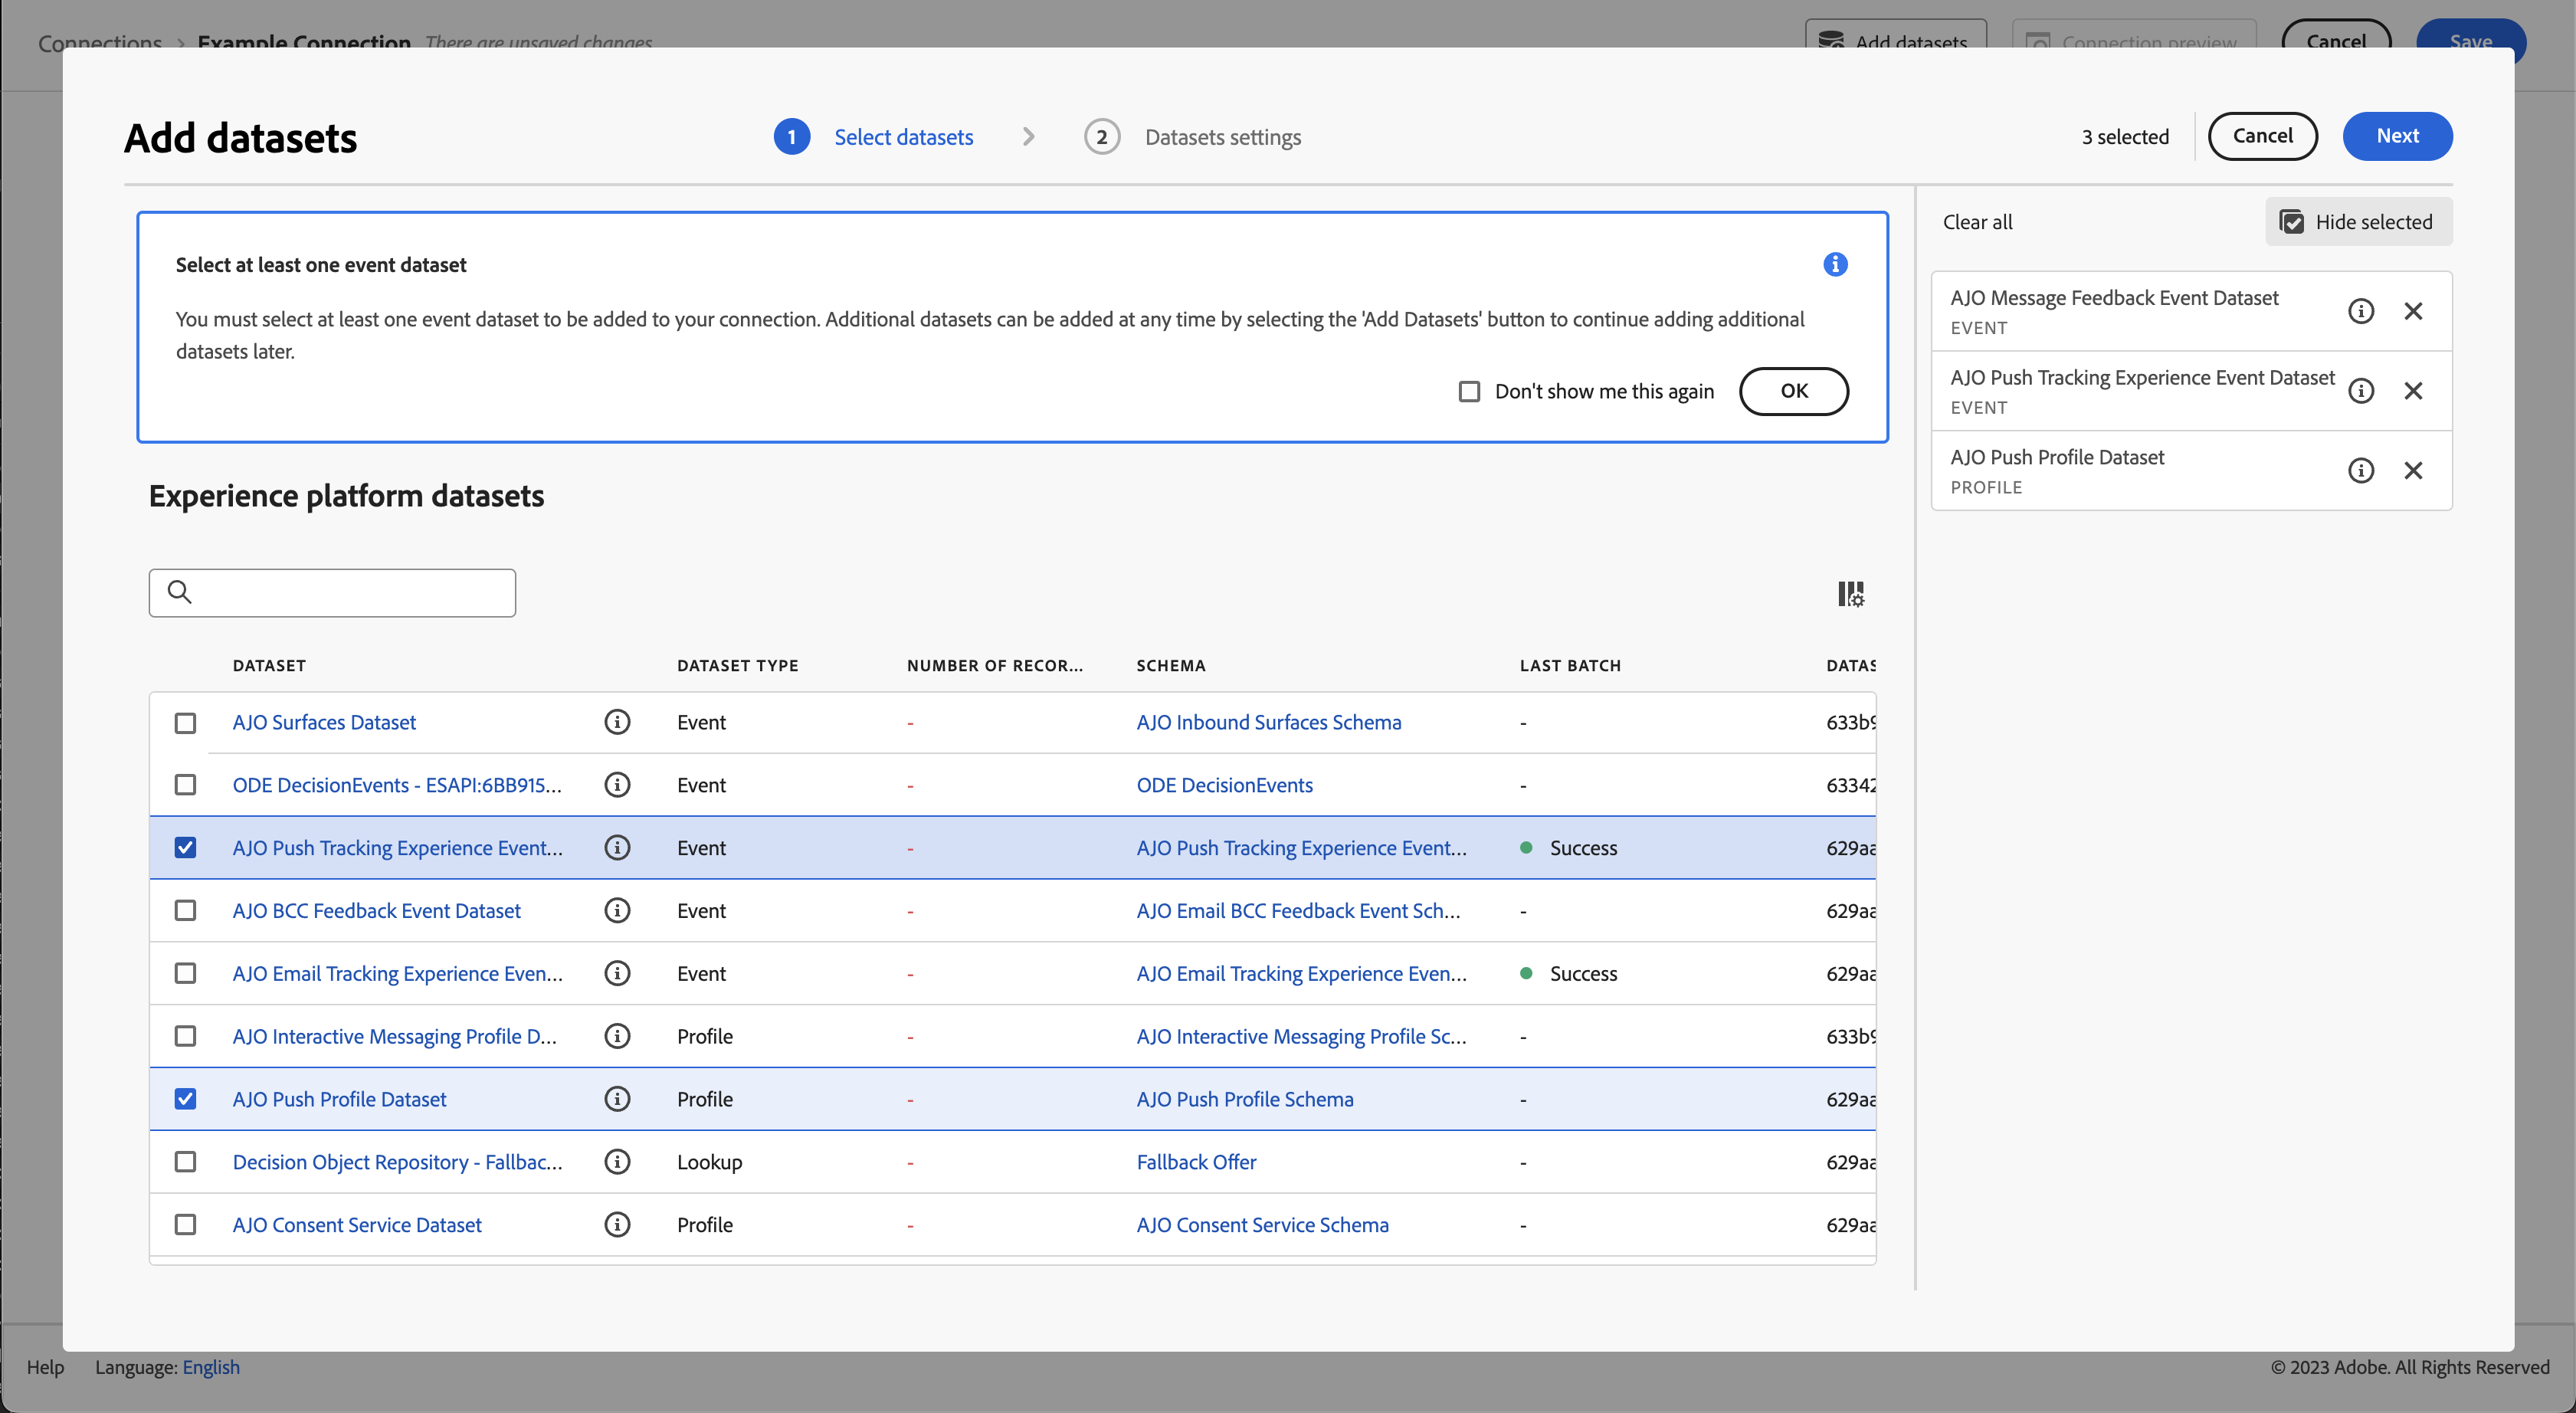 Connections > Example Connection There are unsaved changes
Add datasets
Connection preview
Cancel
Save
Add datasets
1 Select datasets
2 Datasets settings
3 selected
Cancel
Next
Select at least one event dataset
You must select at least one event dataset to be added to your connection. Additional datasets can be added at any time by selecting the 'Add Datasets' button to continue adding additional
datasets later.
Don't show me this again
OK
Clear all
Hide selected
AJO Message Feedback Event Dataset
EVENT
AJO Push Tracking Experience Event Dataset
EVENT
AJO Push Profile Dataset
PROFILE
Experience platform datasets
DATASET DATASET TYPE NUMBER OF RECOR... SCHEMA LAST BATCH DATAS
AJO Surfaces Dataset Event - AJO Inbound Surfaces Schema - 633b9
ODE DecisionEvents - ESAPI:6BB915... Event - ODE DecisionEvents - 63342
AJO Push Tracking Experience Event... Event - AJO Push Tracking Experience Event... Success 629aa
AJO BCC Feedback Event Dataset Event - AJO Email BCC Feedback Event Sch... - 629aa
AJO Email Tracking Experience Even... Event - AJO Email Tracking Experience Even... Success 629aa
AJO Interactive Messaging Profile D... Profile - AJO Interactive Messaging Profile Sc... - 633b9
AJO Push Profile Dataset Profile - AJO Push Profile Schema - 629aa
Decision Object Repository - Fallbac... Lookup - Fallback Offer - 629aa
AJO Consent Service Dataset Profile - AJO Consent Service Schema - 629aa
Help Language: English
© 2023 Adobe. All Rights Reserved